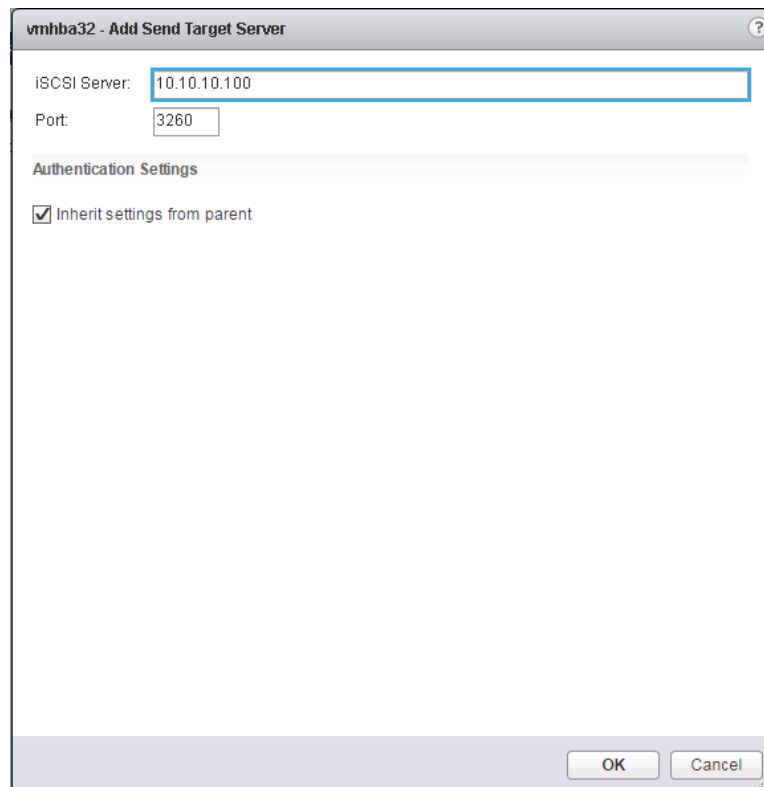 vmhba32 - Add Send Target Server ?
iSCSI Server: 10.10.10.100
Port: 3260
Authentication Settings
Inherit settings from parent
OK Cancel